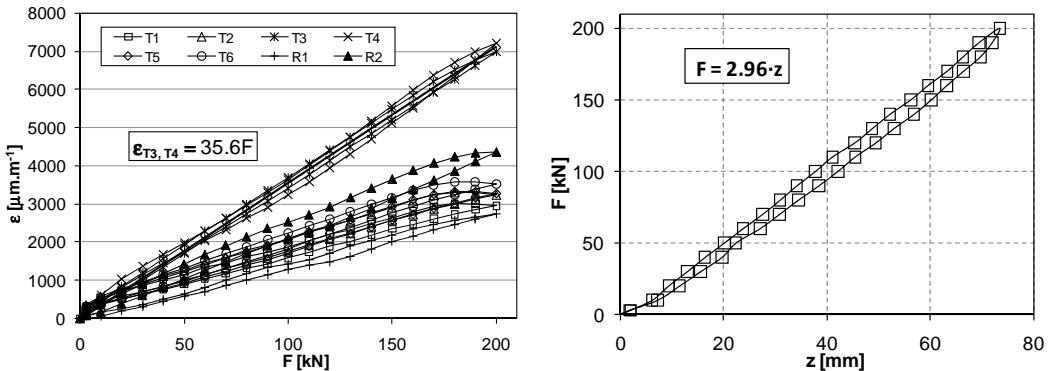 8000
7000
6000
5000
4000
3000
2000
1000
0
ε [μm.m⁻¹]
T1 T2 T3 T4
T5 T6 R1 R2
εT3, T4 = 35.6F
0 50 100 150 200
F [kN]
200
150
100
50
0
F [kN]
F = 2.96·z
0 20 40 60 80
z [mm]